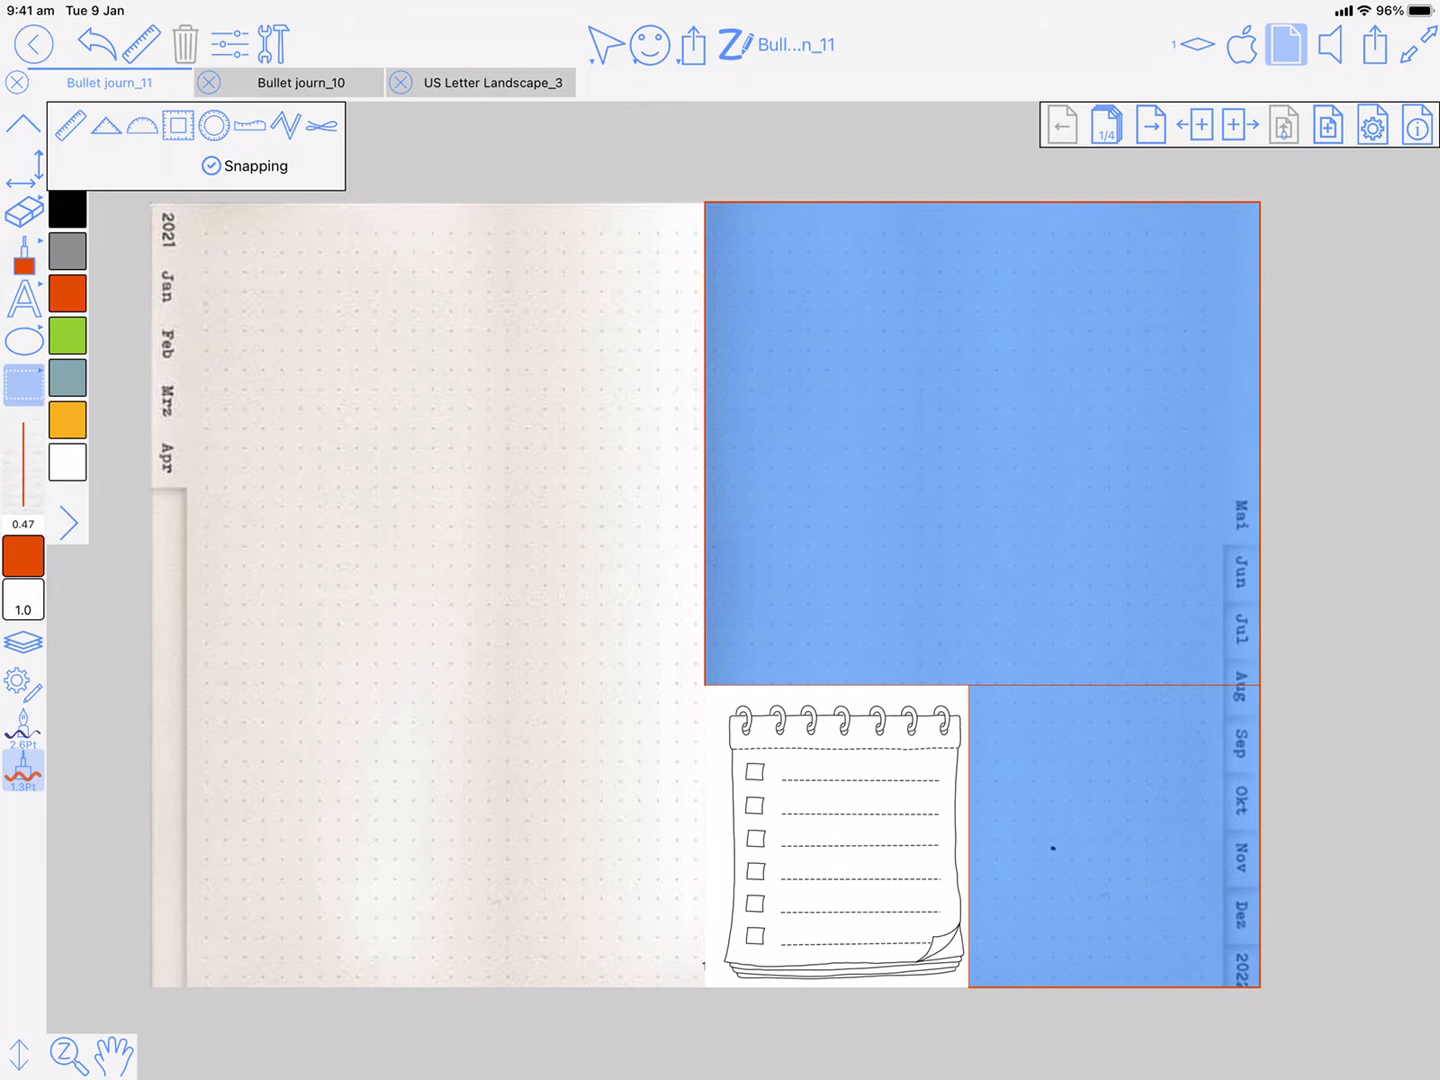 9:41 am Tue 9 Jan
96%
Bull...n_11
1
Bullet journ_11
Bullet journ_10
US Letter Landscape_3
Snapping
1/4
2021
Jan
Feb
Mrz
Apr
Mai
Jun
Jul
Aug
Sep
Okt
Nov
Dez
2022
0.47
1.0
2.6Pt
1.3Pt